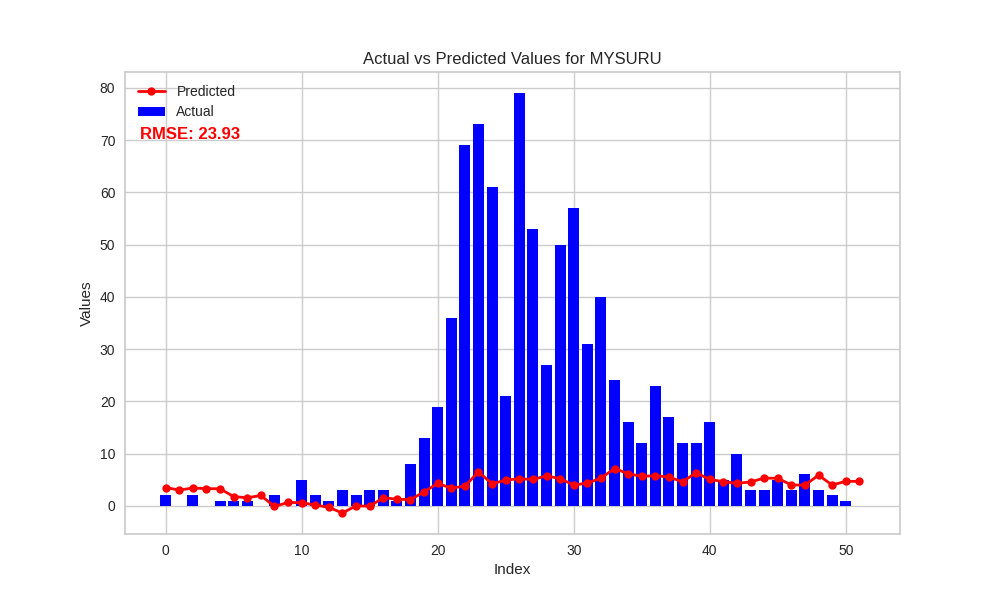 Actual vs Predicted Values for MYSURU
Predicted
Actual
RMSE: 23.93
Values
80
70
60
50
40
30
20
10
0
0 10 20 30 40 50
Index